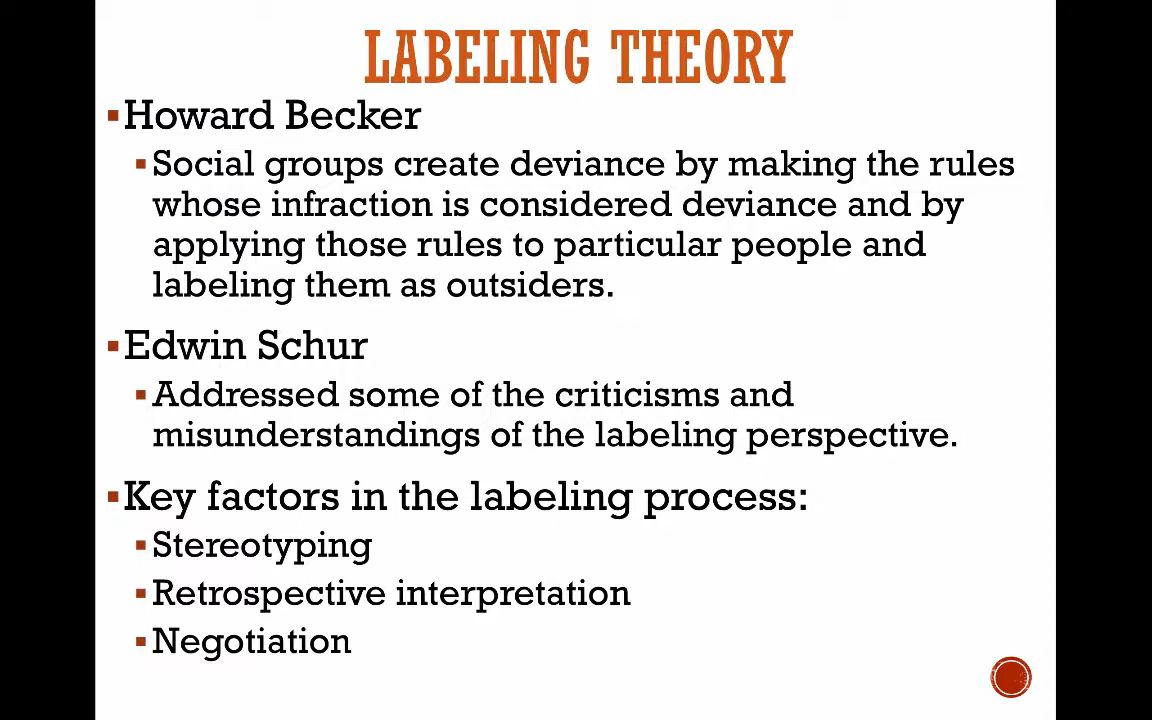 LABELING THEORY
▪Howard Becker
▪Social groups create deviance by making the rules
whose infraction is considered deviance and by
applying those rules to particular people and
labeling them as outsiders.
▪Edwin Schur
▪Addressed some of the criticisms and
misunderstandings of the labeling perspective.
▪Key factors in the labeling process:
▪Stereotyping
▪Retrospective interpretation
▪Negotiation